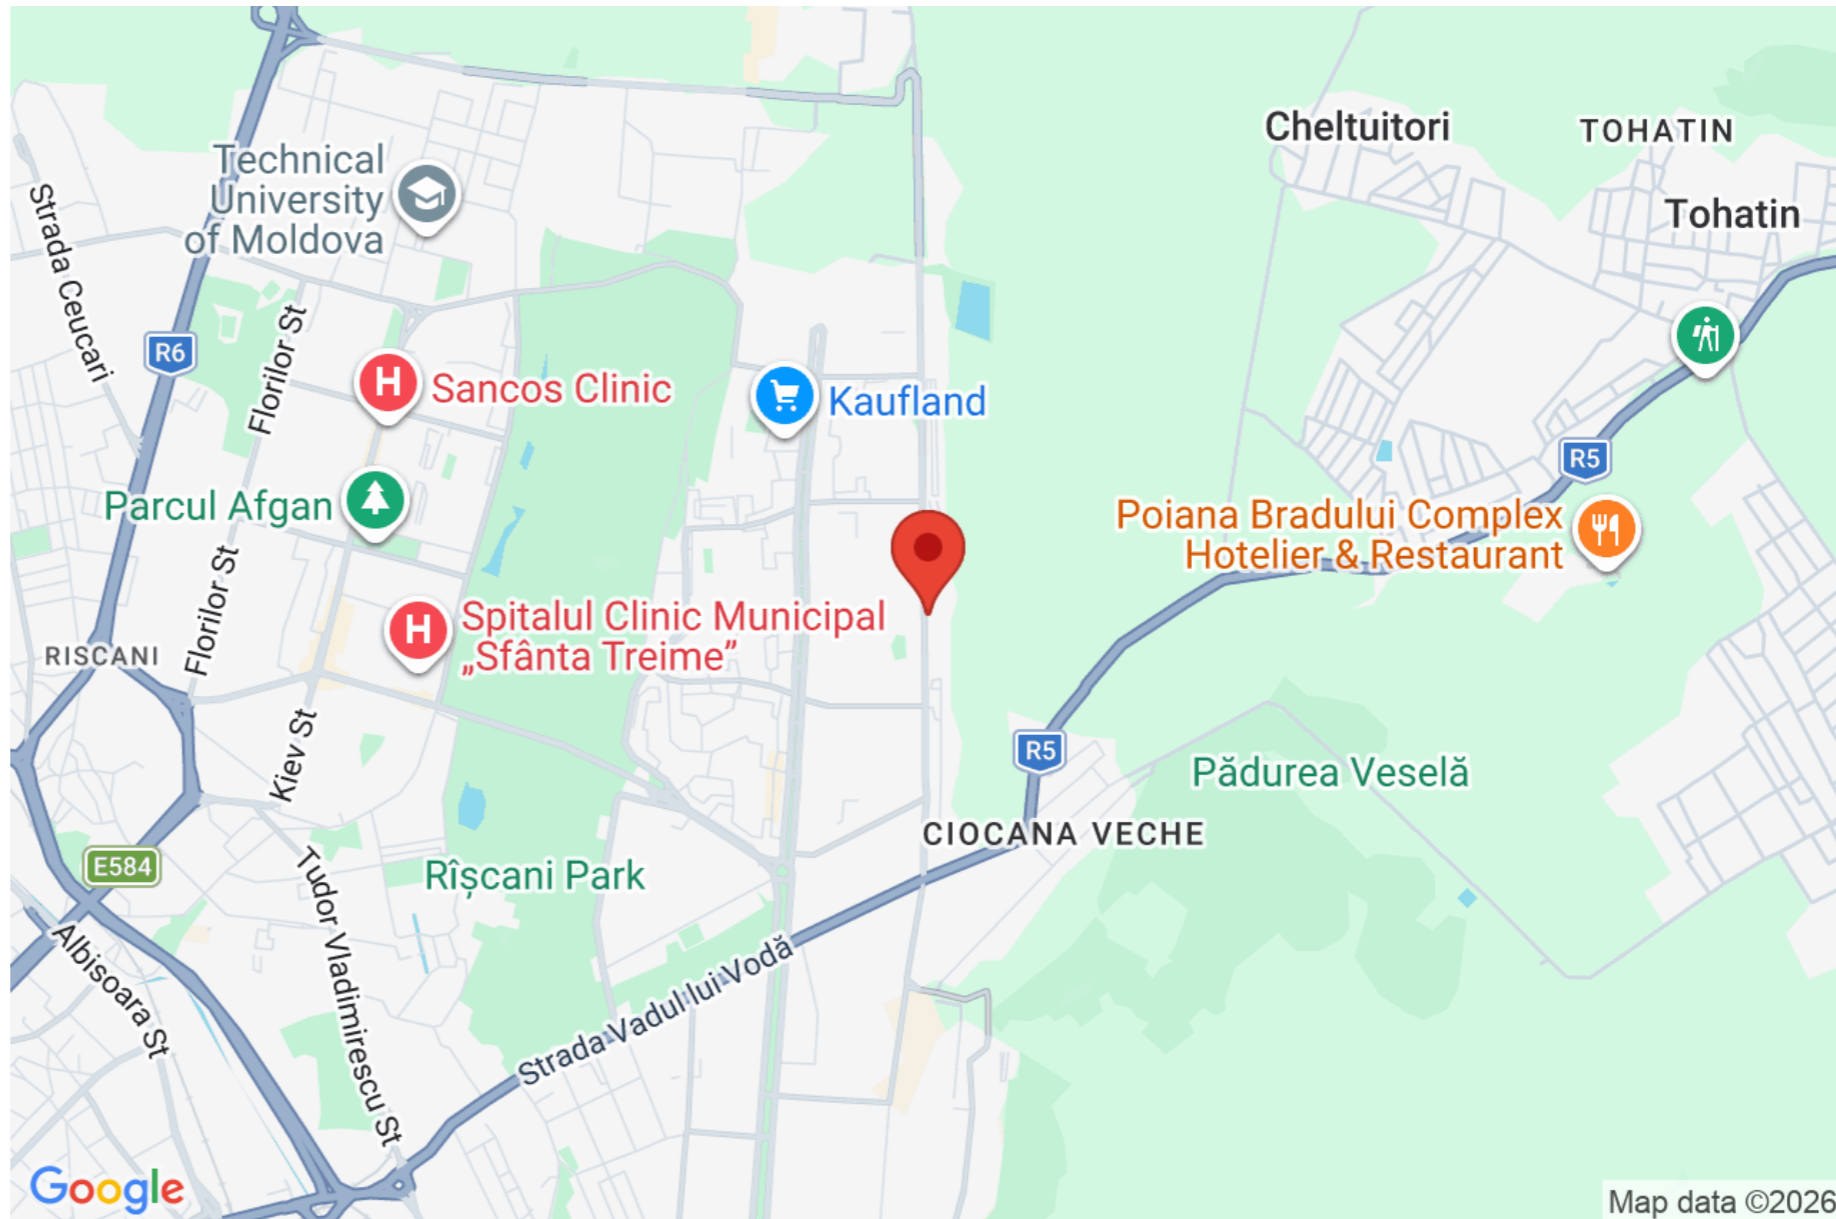 Cheltuitori
TOHATIN
Technical
University
of Moldova
Strada Ceucari
Tohatin
Florilor St
R6
Sancos Clinic
Kaufland
R5
Parcul Afgan
Poiana Bradului Complex
Hotelier & Restaurant
Florilor St
Spitalul Clinic Municipal
„Sfânta Treime”
RISCANI
Kiev St
R5
Pădurea Veselă
CIOCANA VECHE
E584
Rîșcani Park
Tudor Vladimirescu St
Albisoara St
Strada Vadul lui Vodă
Google
Map data ©2026